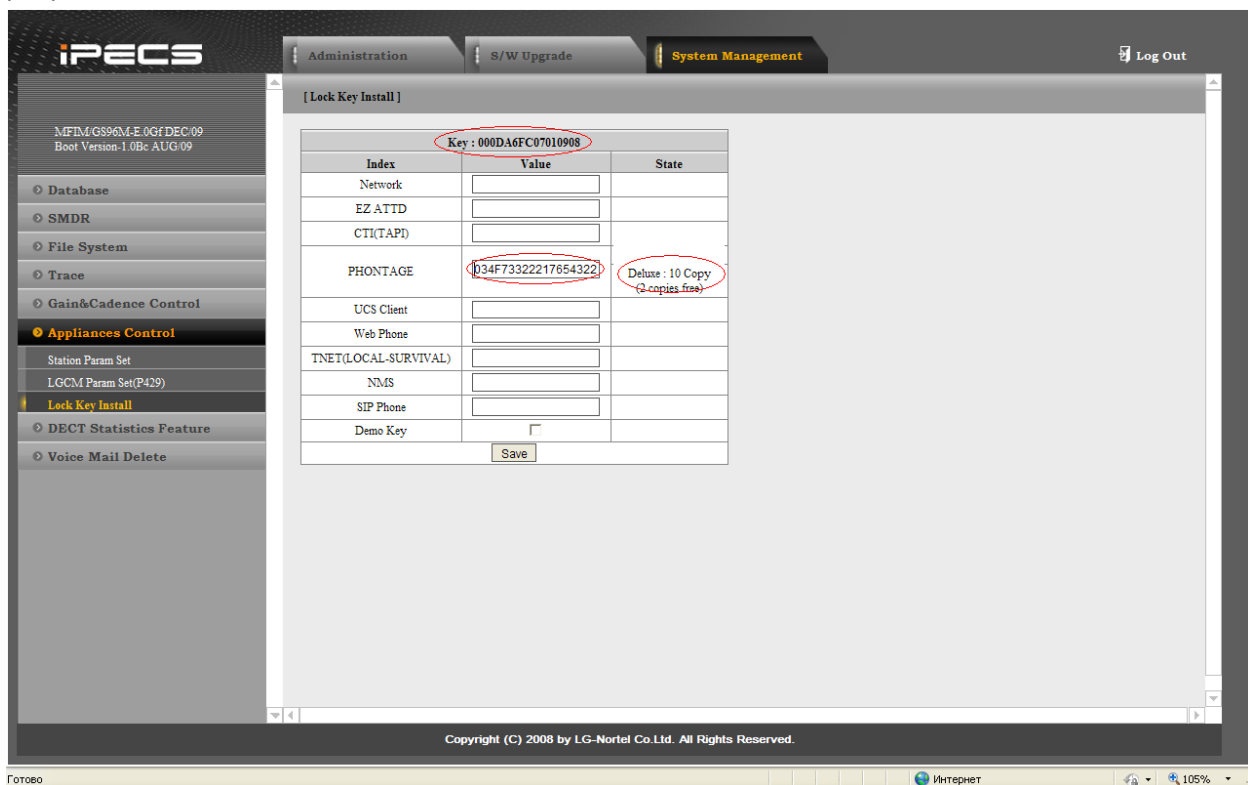 iPECS
Administration
S/W Upgrade
System Management
Log Out
MFIM/GS96M-E.0Gf DEC/09
Boot Version-1.0Bc AUG/09
[ Lock Key Install ]
Key : 000DA6FC07010908
Index Value State
Network
EZ ATTD
CTI(TAPI)
PHONTAGE 034F73322217654322 Deluxe : 10 Copy
(2 copies free)
UCS Client
Web Phone
TNET(LOCAL-SURVIVAL)
NMS
SIP Phone
Demo Key
Save
Database
SMDR
File System
Trace
Gain&Cadence Control
Appliances Control
Station Param Set
LGCM Param Set(P429)
Lock Key Install
DECT Statistics Feature
Voice Mail Delete
Copyright (C) 2008 by LG-Nortel Co.Ltd. All Rights Reserved.
Готово
Интернет
105%